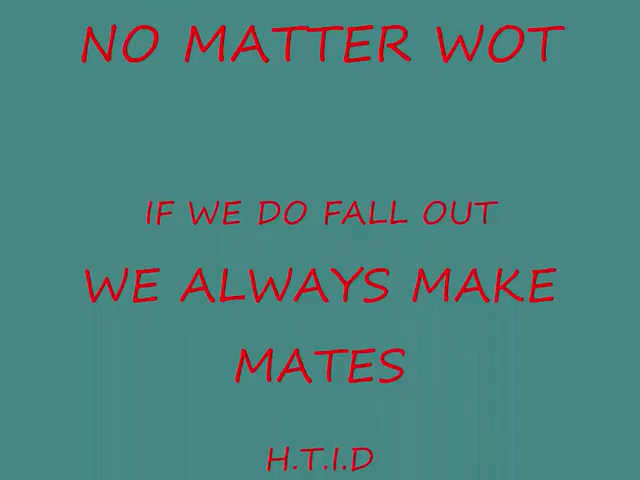 NO MATTER WOT
IF WE DO FALL OUT
WE ALWAYS MAKE
MATES
H.T.I.D